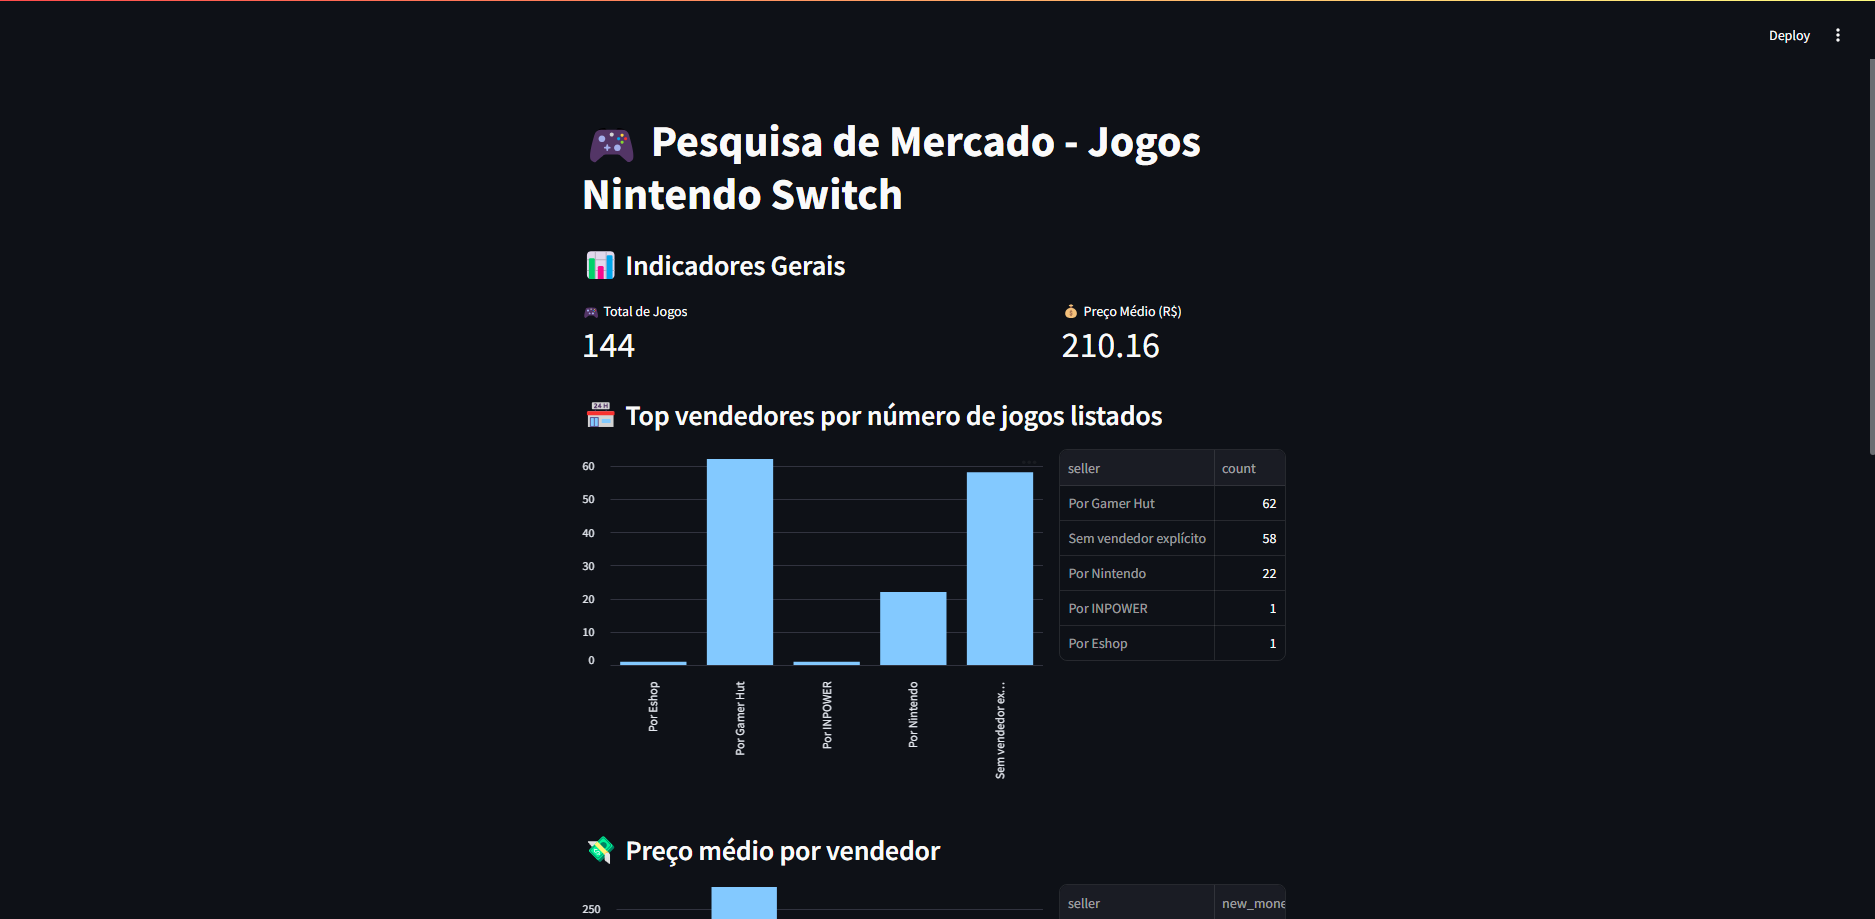 Deploy
Pesquisa de Mercado - Jogos
Nintendo Switch
Indicadores Gerais
Total de Jogos
144
Preço Médio (R$)
210.16
Top vendedores por número de jogos listados
60
50
40
30
20
10
0
Por Eshop
Por Gamer Hut
Por INPOWER
Por Nintendo
Sem vendedor ex...
seller count
Por Gamer Hut 62
Sem vendedor explícito 58
Por Nintendo 22
Por INPOWER 1
Por Eshop 1
Preço médio por vendedor
250
seller new_mone